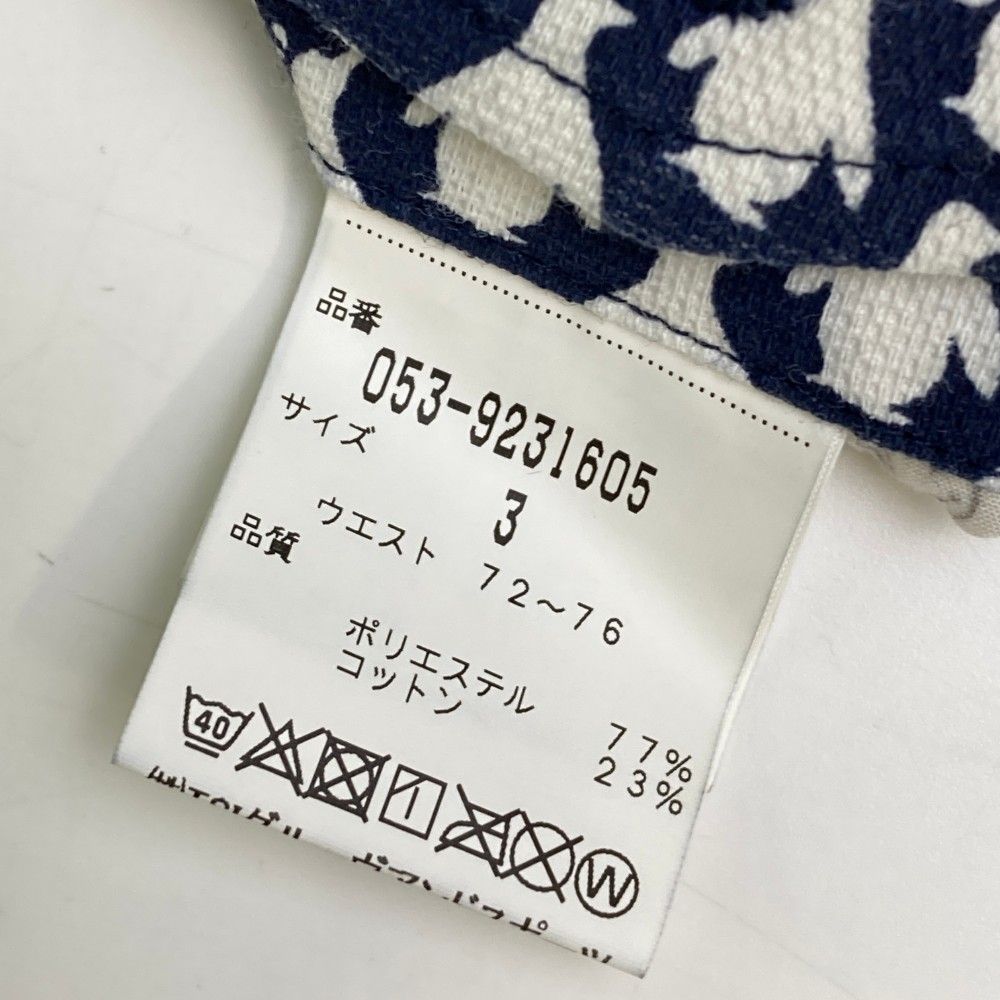 品番
053-9231605
サイズ 3
ウエスト 72〜76
品質
ポリエステル 77%
コットン 23%
40 W